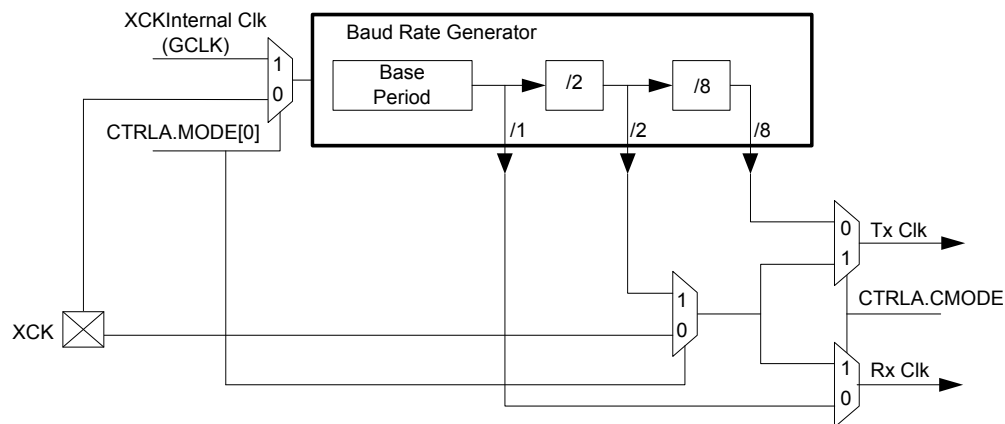 XCKInternal Clk
(GCLK)
Baud Rate Generator
1
0
Base
Period
/2
/8
CTRLA.MODE[0]
/1
/2
/8
0
1
Tx Clk
1
0
CTRLA.CMODE
XCK
1
0
Rx Clk